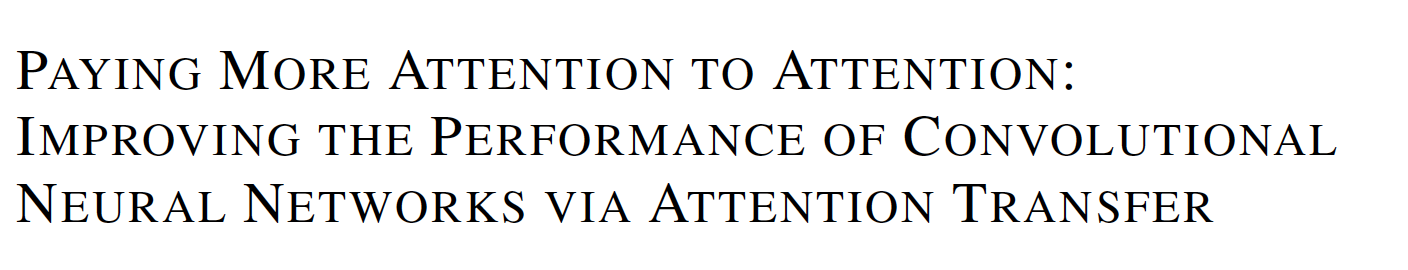 PAYING MORE ATTENTION TO ATTENTION:
IMPROVING THE PERFORMANCE OF CONVOLUTIONAL
NEURAL NETWORKS VIA ATTENTION TRANSFER